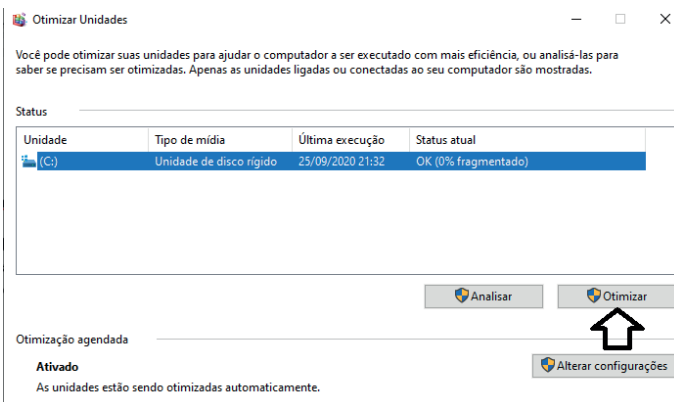 Otimizar Unidades
Você pode otimizar suas unidades para ajudar o computador a ser executado com mais eficiência, ou analisá-las para
saber se precisam ser otimizadas. Apenas as unidades ligadas ou conectadas ao seu computador são mostradas.
Status
Unidade Tipo de mídia Última execução Status atual
(C:) Unidade de disco rígido 25/09/2020 21:32 OK (0% fragmentado)
Analisar Otimizar
Otimização agendada
Ativado Alterar configurações
As unidades estão sendo otimizadas automaticamente.